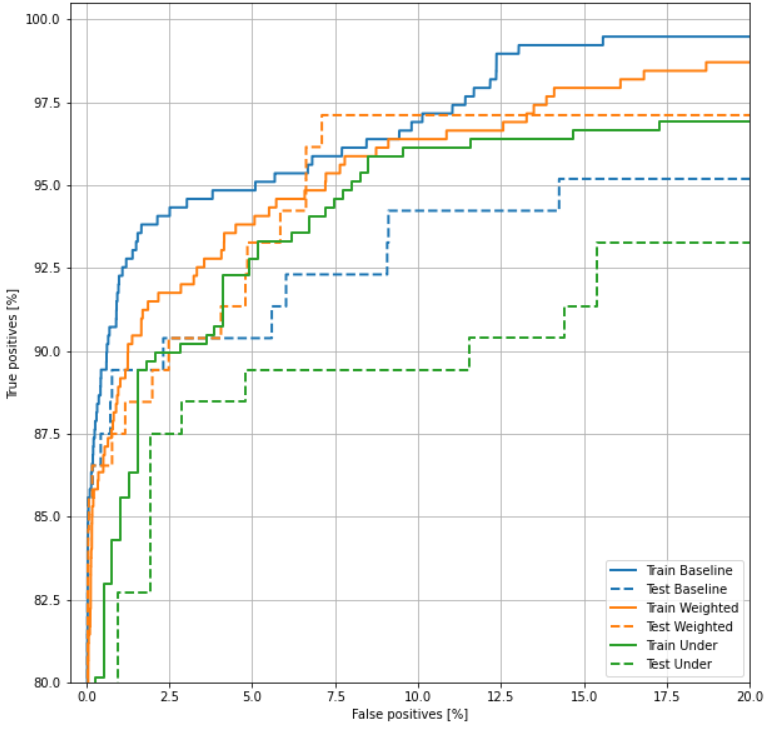 100.0
97.5
95.0
92.5
90.0
87.5
85.0
82.5
80.0
True positives [%]
0.0 2.5 5.0 7.5 10.0 12.5 15.0 17.5 20.0
False positives [%]
Train Baseline
Test Baseline
Train Weighted
Test Weighted
Train Under
Test Under